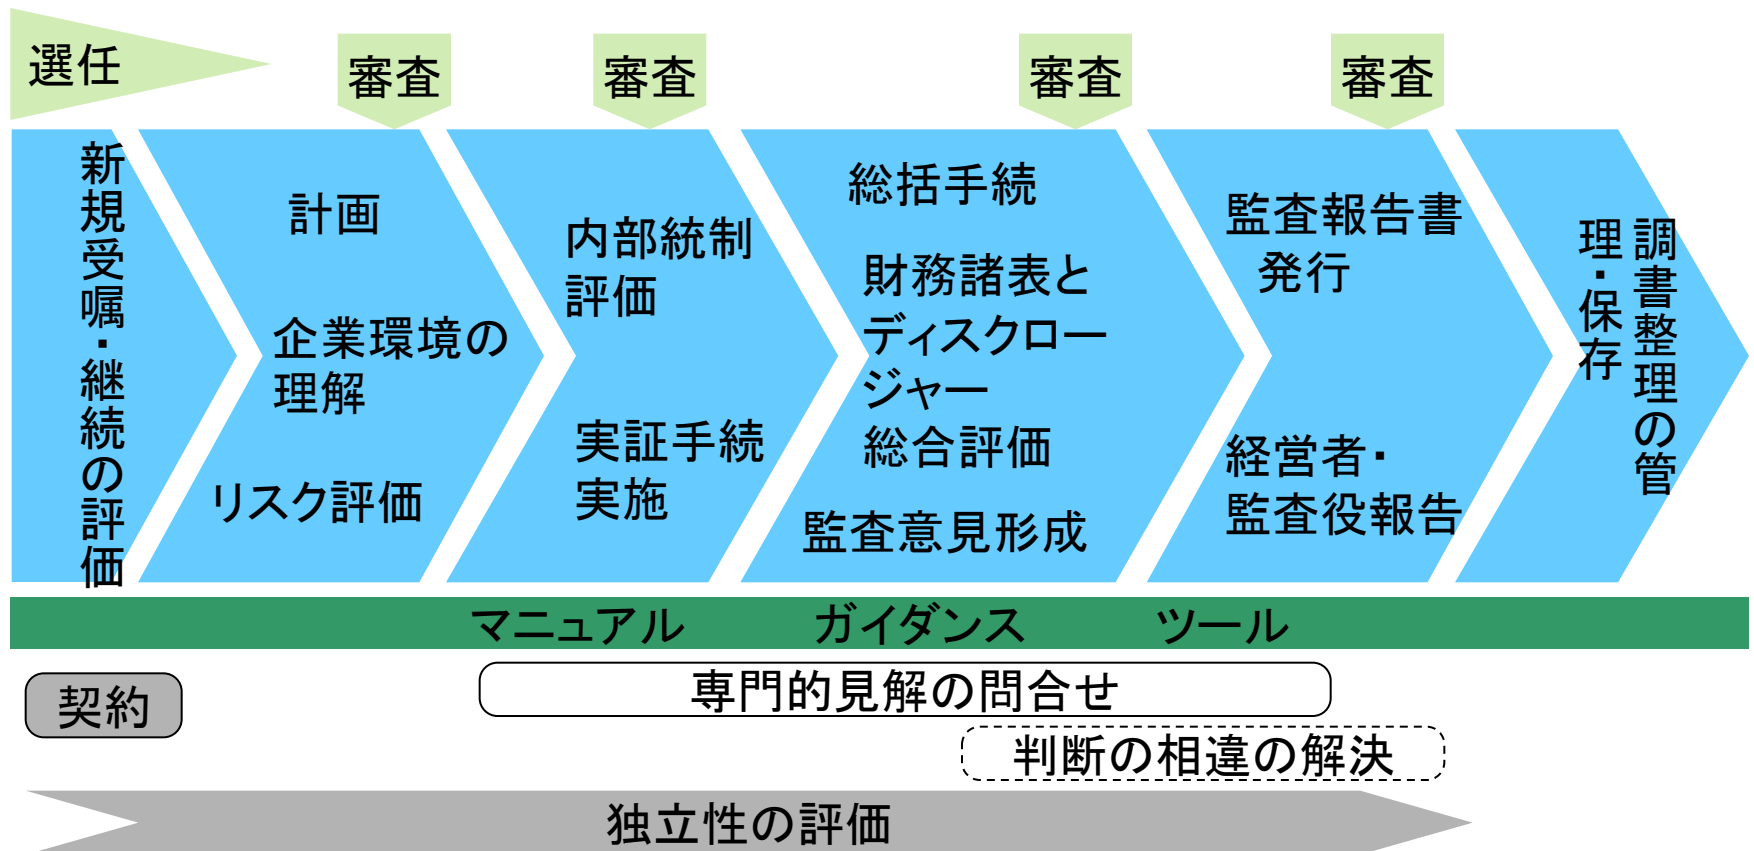 選任
審査
審査
審査
審査
新規受嘱・継続の評価
計画
企業環境の
理解
リスク評価
内部統制
評価
実証手続
実施
総括手続
財務諸表と
ディスクロー
ジャー
総合評価
監査意見形成
監査報告書
発行
経営者・
監査役報告
調書整理の管
理・保存
マニュアル ガイダンス ツール
契約
専門的見解の問合せ
判断の相違の解決
独立性の評価